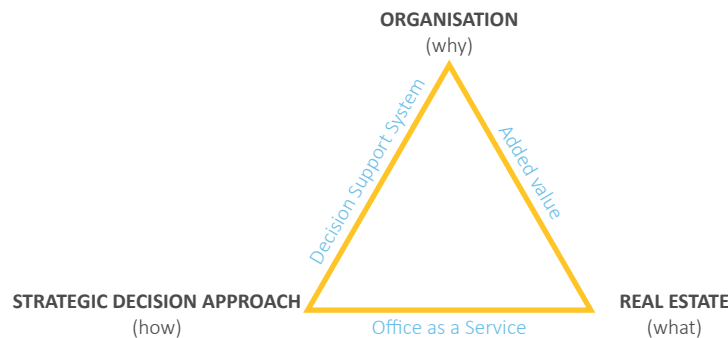 ORGANISATION
(why)
Decision Support System
Added value
STRATEGIC DECISION APPROACH
(how)
Office as a Service
REAL ESTATE
(what)